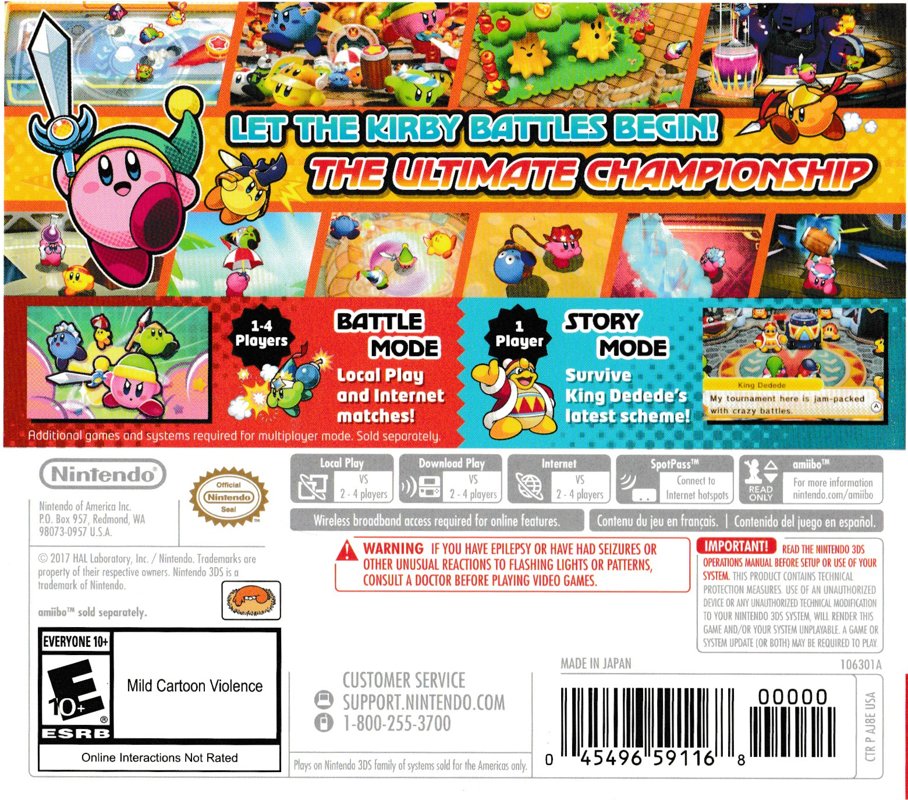 LET THE KIRBY BATTLES BEGIN!
THE ULTIMATE CHAMPIONSHIP
1-4
Players
BATTLE
MODE
Local Play
and Internet
matches!
1
Player
STORY
MODE
Survive
King Dedede's
latest scheme!
King Dedede
My tournament here is jam-packed
with crazy battles.
A
Additional games and systems required for multiplayer mode. Sold separately.
Nintendo®
Official
Nintendo
Seal
Nintendo of America Inc.
P.O. Box 957, Redmond, WA
98073-0957 U.S.A.
Local Play
VS
2 - 4 players
Download Play
VS
2 - 4 players
Internet
VS
2 - 4 players
SpotPass™
Connect to
Internet hotspots
READ
ONLY
amiibo™
For more information
nintendo.com/amiibo
Wireless broadband access required for online features.
Contenu du jeu en français.
Contenido del juego en español.
© 2017 HAL Laboratory, Inc. / Nintendo. Trademarks are
property of their respective owners. Nintendo 3DS is a
trademark of Nintendo.
amiibo™ sold separately.
WARNING IF YOU HAVE EPILEPSY OR HAVE HAD SEIZURES OR
OTHER UNUSUAL REACTIONS TO FLASHING LIGHTS OR PATTERNS,
CONSULT A DOCTOR BEFORE PLAYING VIDEO GAMES.
IMPORTANT! READ THE NINTENDO 3DS
OPERATIONS MANUAL BEFORE SETUP OR USE OF YOUR
SYSTEM. THIS PRODUCT CONTAINS TECHNICAL
PROTECTION MEASURES. USE OF AN UNAUTHORIZED
DEVICE OR ANY UNAUTHORIZED TECHNICAL MODIFICATION
TO YOUR NINTENDO 3DS SYSTEM, WILL RENDER THIS
GAME AND/OR YOUR SYSTEM UNPLAYABLE. A GAME OR
SYSTEM UPDATE (OR BOTH) MAY BE REQUIRED TO PLAY.
EVERYONE 10+
E
10+
®
ESRB
Mild Cartoon Violence
Online Interactions Not Rated
CUSTOMER SERVICE
SUPPORT.NINTENDO.COM
1-800-255-3700
Plays on Nintendo 3DS Family of systems sold for the Americas only.
MADE IN JAPAN
106301A
00000
0 45496 59116 8
CTR P AJ8E USA